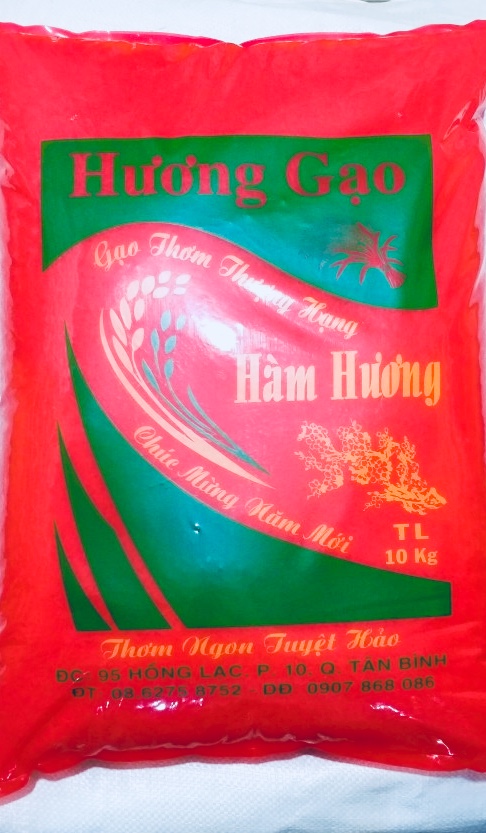 Hương Gạo
Gạo Thơm Thượng Hạng
Hàm Hương
Chúc Mừng Năm Mới
TL
10 Kg
Thơm Ngon Tuyệt Hảo
ĐC: 95 HỒNG LẠC, P. 10, Q. TÂN BÌNH
ĐT: 08.6275 8752 - DĐ: 0907 868 086